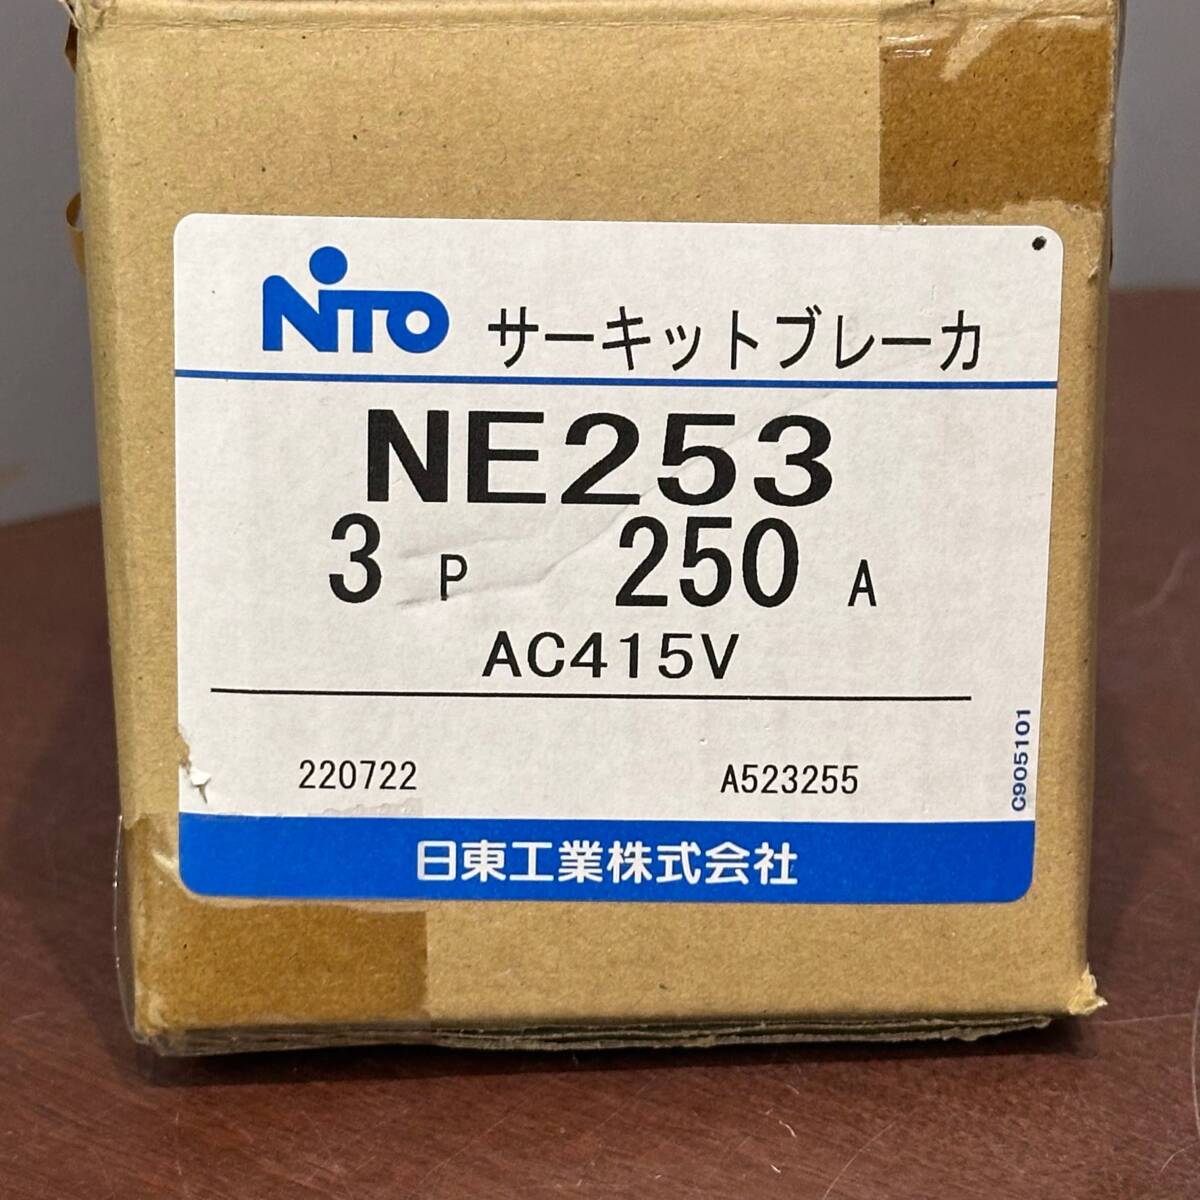 NITO サーキットブレーカ
NE253
3 P 250 A
AC415V
220722 A523255
C905101
日東工業株式会社